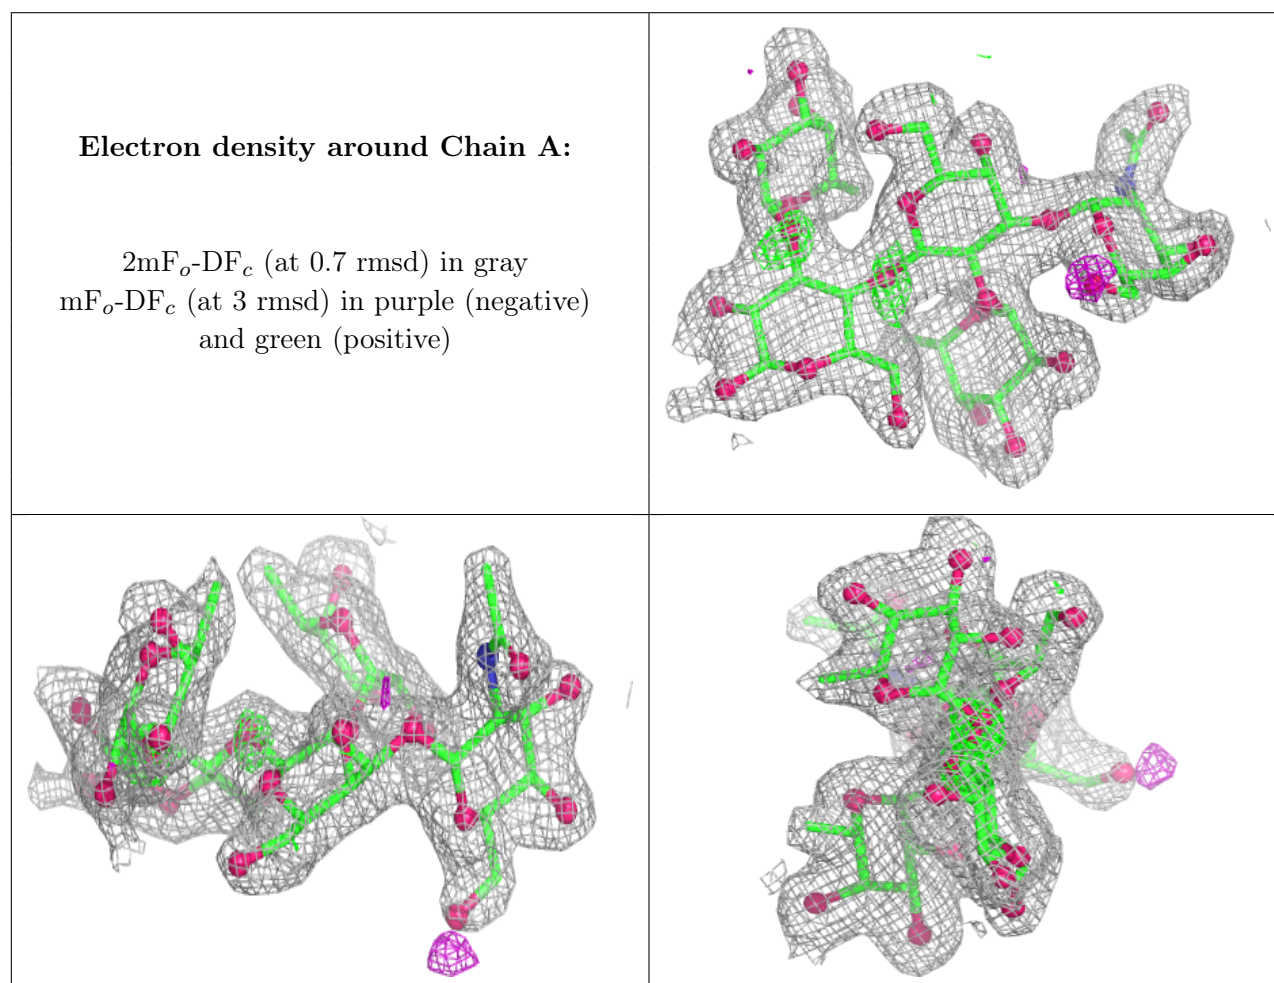 Electron density around Chain A:
2mFo-DFc (at 0.7 rmsd) in gray
mFo-DFc (at 3 rmsd) in purple (negative)
and green (positive)